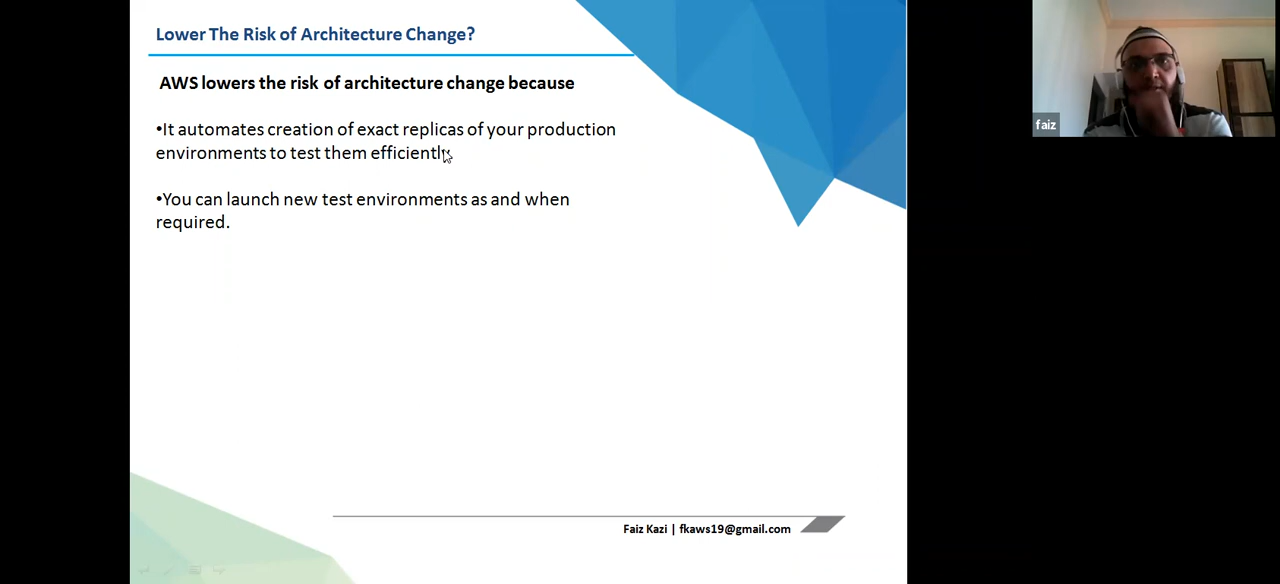 Lower The Risk of Architecture Change?
AWS lowers the risk of architecture change because
•It automates creation of exact replicas of your production
environments to test them efficiently.
•You can launch new test environments as and when
required.
Faiz Kazi | fkaws19@gmail.com
faiz